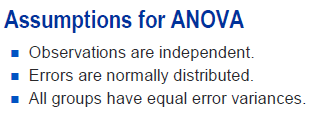 Assumptions for ANOVA
Observations are independent.
Errors are normally distributed.
All groups have equal error variances.